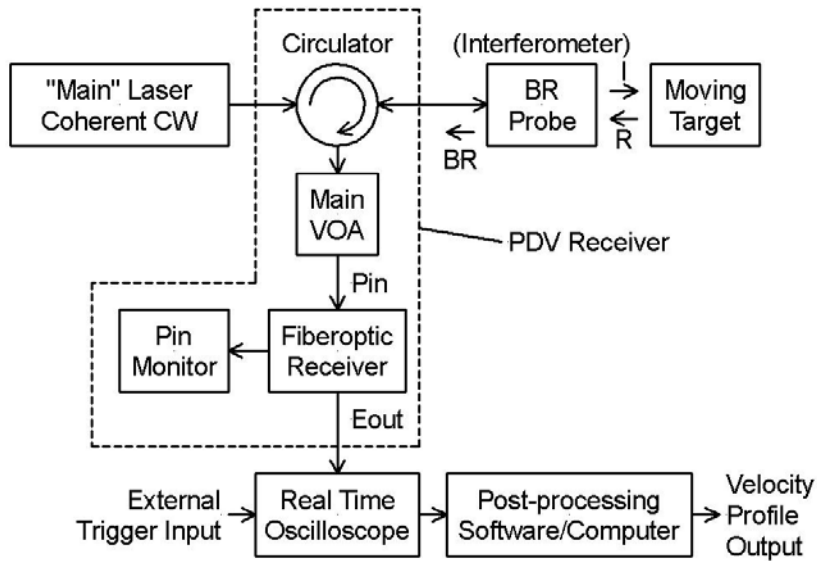 Circulator
(Interferometer)
"Main" Laser
Coherent CW
BR
Probe
I
R
Moving
Target
BR
Main
VOA
PDV Receiver
Pin
Pin
Monitor
Fiberoptic
Receiver
Eout
External
Trigger Input
Real Time
Oscilloscope
Post-processing
Software/Computer
Velocity
Profile
Output